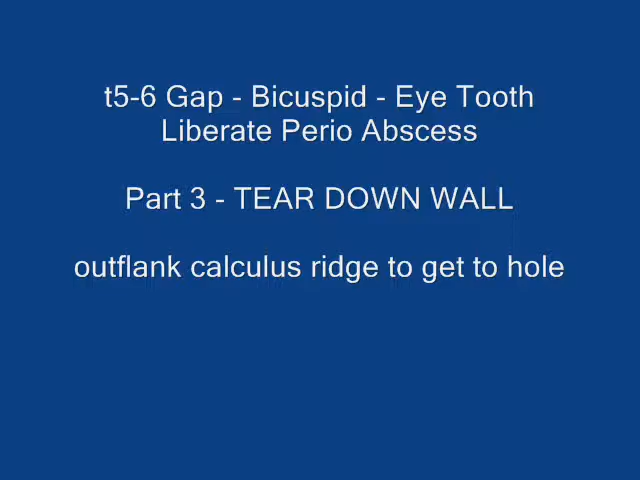 t5-6 Gap - Bicuspid - Eye Tooth
Liberate Perio Abscess
Part 3 - TEAR DOWN WALL
outflank calculus ridge to get to hole